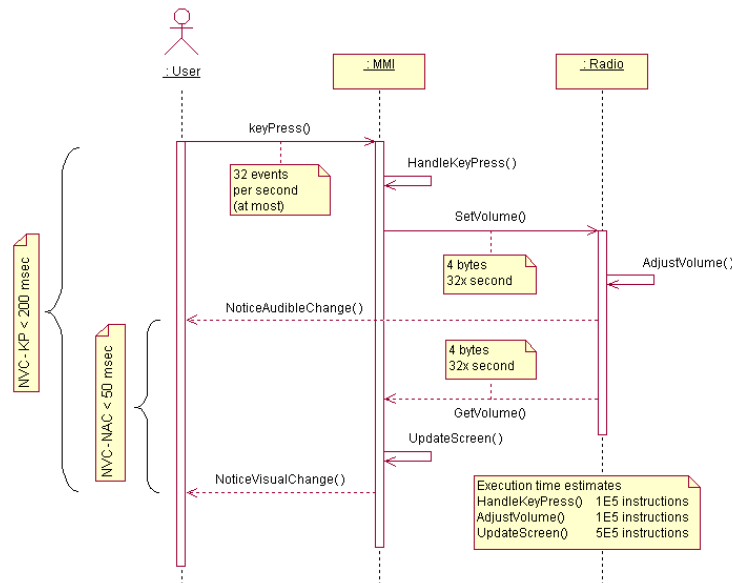 : User
: MMI
: Radio
keyPress()
32 events
per second
(at most)
HandleKeyPress()
SetVolume()
4 bytes
32x second
AdjustVolume()
NoticeAudibleChange()
4 bytes
32x second
GetVolume()
UpdateScreen()
NoticeVisualChange()
NVC-KP < 200 msec
NVC-NAC < 50 msec
Execution time estimates
HandleKeyPress() 1E5 instructions
AdjustVolume() 1E5 instructions
UpdateScreen() 5E5 instructions